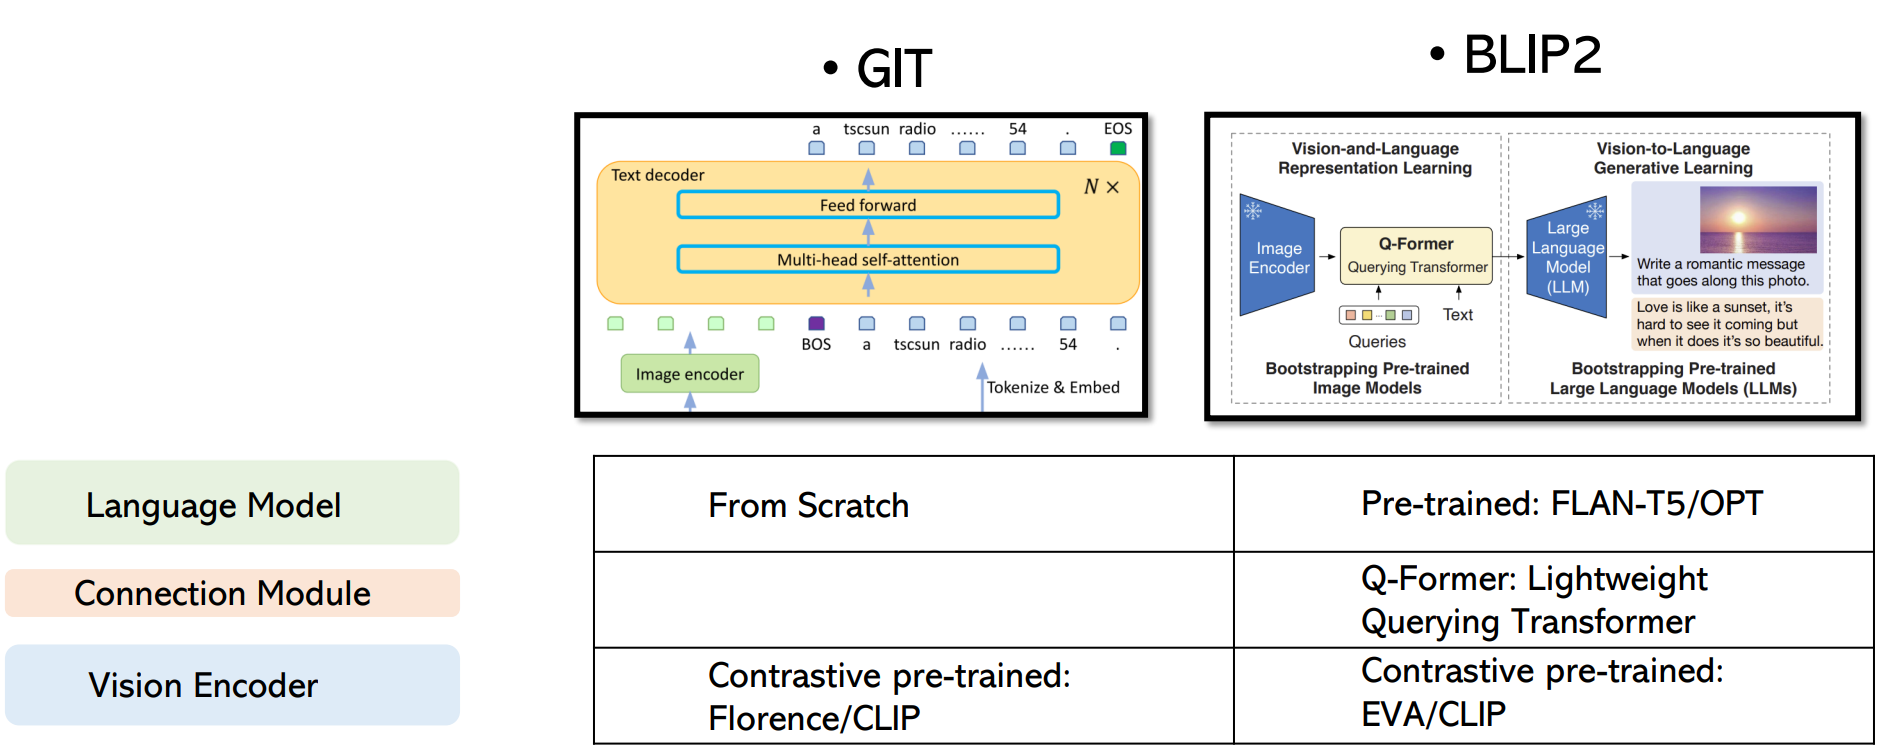 • GIT
a tscsun radio ...... 54 . EOS
Text decoder
N ×
Feed forward
Multi-head self-attention
BOS a tscsun radio ...... 54 .
Image encoder
Tokenize & Embed
• BLIP2
Vision-and-Language
Representation Learning
Vision-to-Language
Generative Learning
Image
Encoder
Q-Former
Querying Transformer
...
Queries
Text
Bootstrapping Pre-trained
Image Models
Large
Language
Model
(LLM)
Write a romantic message
that goes along this photo.
Love is like a sunset, it's
hard to see it coming but
when it does it's so beautiful.
Bootstrapping Pre-trained
Large Language Models (LLMs)
Language Model
From Scratch
Pre-trained: FLAN-T5/OPT
Connection Module
Q-Former: Lightweight
Querying Transformer
Vision Encoder
Contrastive pre-trained:
Florence/CLIP
Contrastive pre-trained:
EVA/CLIP